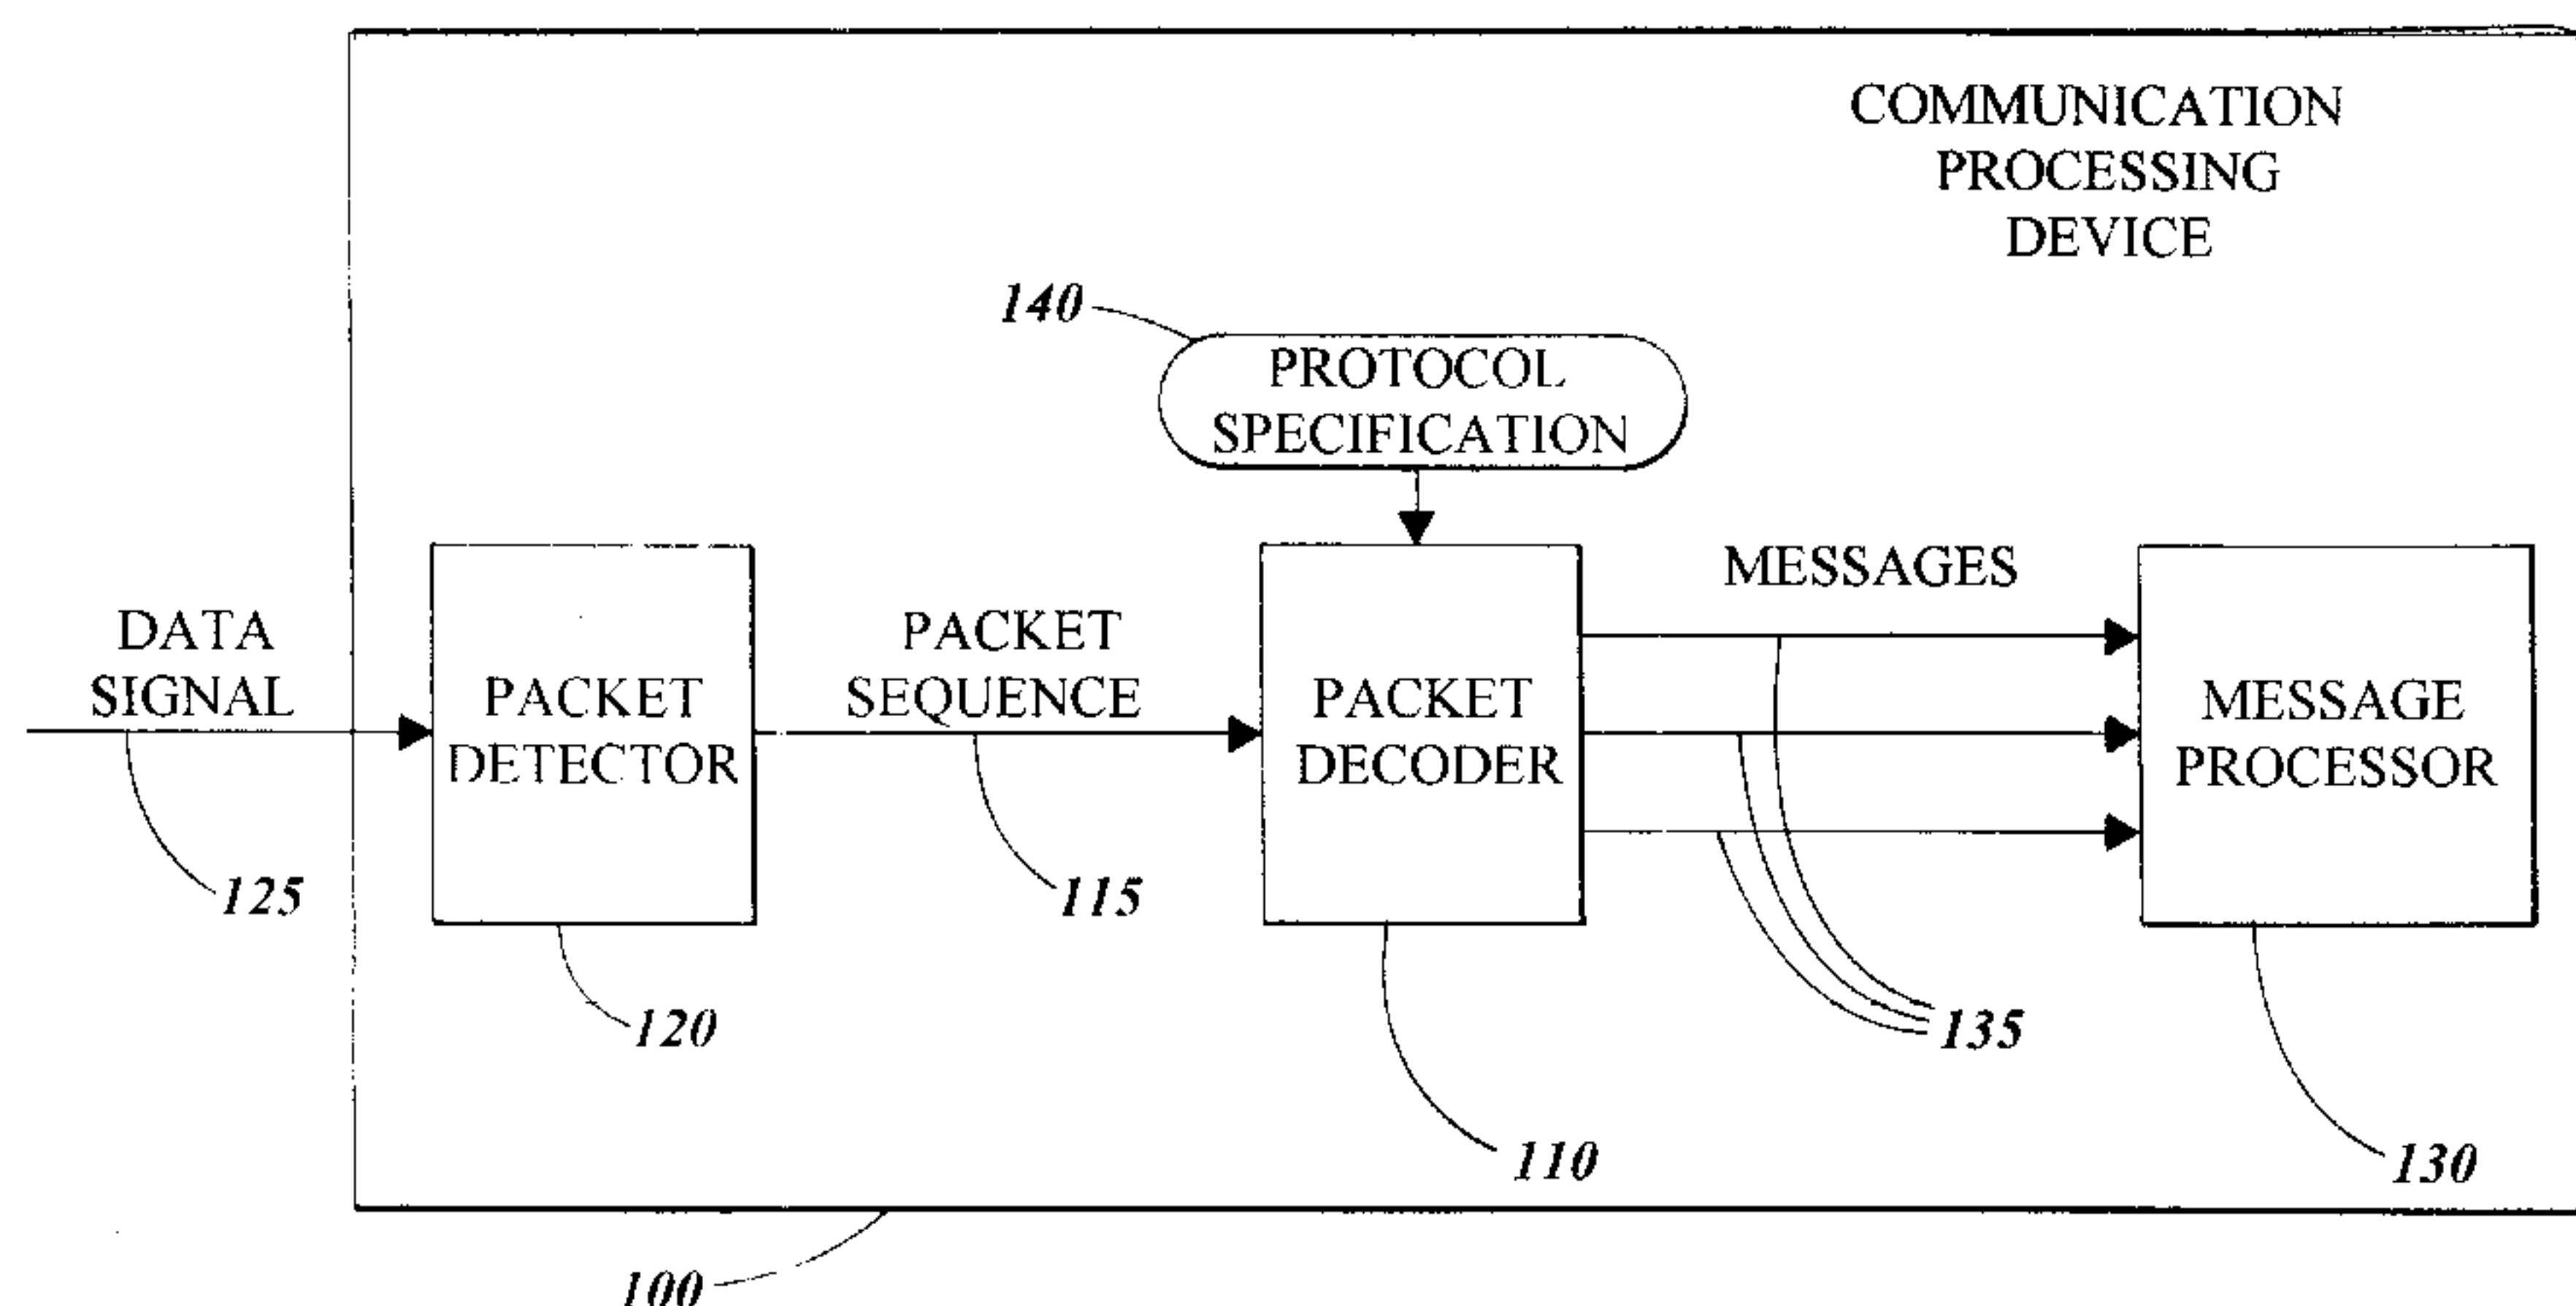 COMMUNICATION
PROCESSING
DEVICE
140
PROTOCOL
SPECIFICATION
MESSAGES
DATA
SIGNAL
PACKET
DETECTOR
PACKET
SEQUENCE
PACKET
DECODER
MESSAGE
PROCESSOR
125
115
120
135
110
130
100